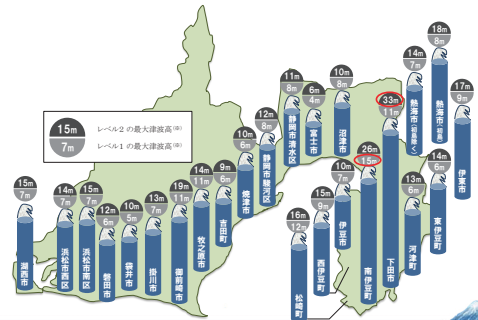 15m レベル2 の最大津波高(※)
7m レベル1 の最大津波高(※)
15m
7m
湖西市
14m
7m
浜松市西区
15m
7m
浜松市南区
12m
6m
磐田市
10m
5m
袋井市
13m
7m
掛川市
19m
11m
御前崎市
14m
11m
牧之原市
9m
6m
吉田町
10m
6m
焼津市
12m
8m
静岡市駿河区
11m
8m
静岡市清水区
6m
4m
富士市
10m
8m
沼津市
16m
12m
松崎町
15m
9m
西伊豆町
10m
7m
伊豆市
26m
15m
南伊豆町
33m
11m
下田市
13m
6m
河津町
14m
6m
東伊豆町
14m
7m
熱海市(初島除く)
18m
8m
熱海市(初島)
17m
9m
伊東市